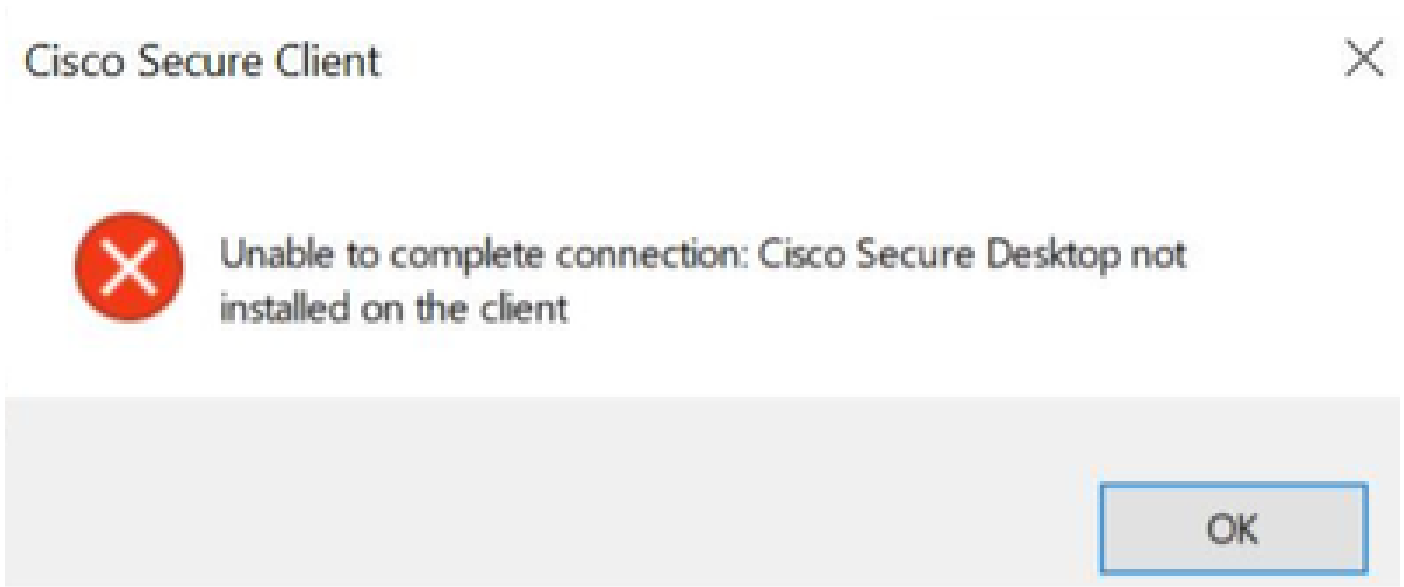 Cisco Secure Client
Unable to complete connection: Cisco Secure Desktop not
installed on the client
OK